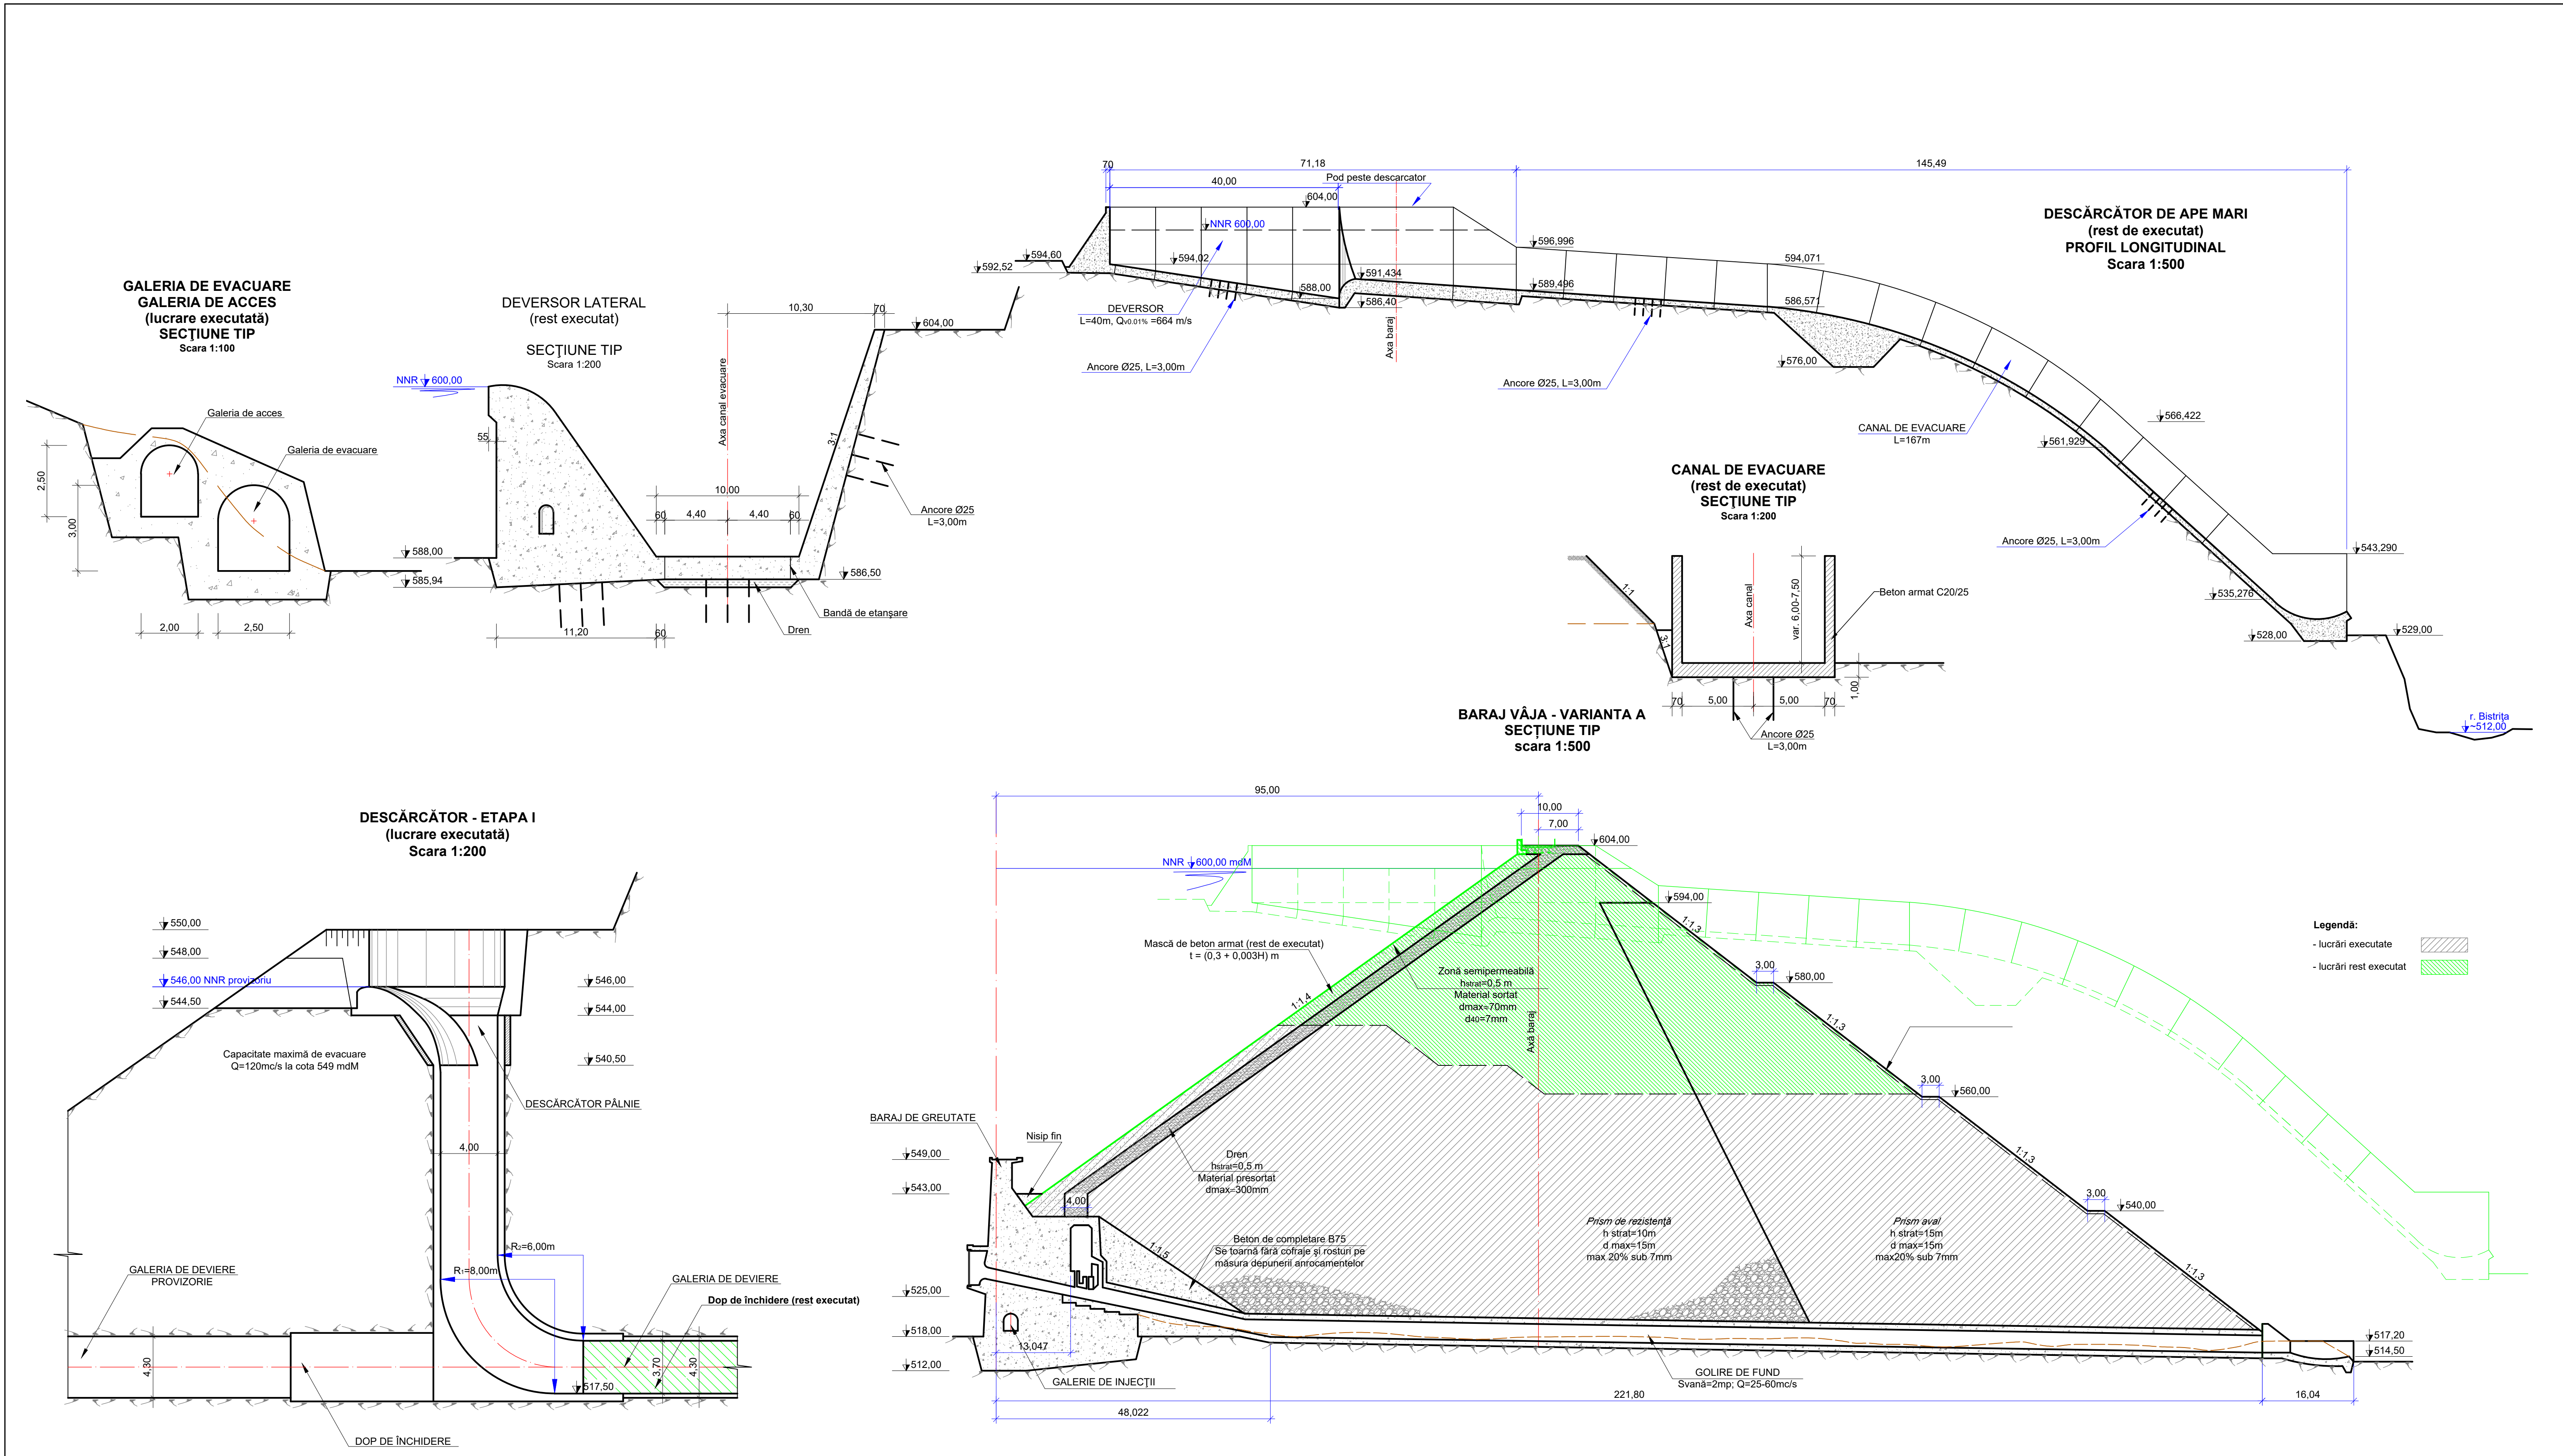 GALERIA DE EVACUARE
GALERIA DE ACCES
(lucrare executată)
SECŢIUNE TIP
Scara 1:100
Galeria de acces
Galeria de evacuare
2,50
3,00
2,00
2,50
DEVERSOR LATERAL
(rest executat)
SECŢIUNE TIP
Scara 1:200
NNR 600,00
55
588,00
585,94
11,20
60
10,00
60
4,40
4,40
60
Axa canal evacuare
10,30
70
604,00
3:1
Ancore Ø25
L=3,00m
586,50
Bandă de etanşare
Dren
70
71,18
145,49
40,00
Pod peste descarcator
604,00
NNR 600,00
594,60
592,52
594,02
591,434
588,00
586,40
DEVERSOR
L=40m, Qv0.01% =664 m/s
Ancore Ø25, L=3,00m
Axa baraj
596,996
589,496
594,071
586,571
576,00
Ancore Ø25, L=3,00m
DESCĂRCĂTOR DE APE MARI
(rest de executat)
PROFIL LONGITUDINAL
Scara 1:500
566,422
561,929
CANAL DE EVACUARE
L=167m
Ancore Ø25, L=3,00m
543,290
535,276
528,00
529,00
r. Bistriţa
~512,00
CANAL DE EVACUARE
(rest de executat)
SECŢIUNE TIP
Scara 1:200
1:1
3:1
Axa canal
var. 6,00-7,50
Beton armat C20/25
1,00
70
5,00
5,00
70
Ancore Ø25
L=3,00m
DESCĂRCĂTOR - ETAPA I
(lucrare executată)
Scara 1:200
550,00
548,00
546,00 NNR provizoriu
544,50
546,00
544,00
540,50
Capacitate maximă de evacuare
Q=120mc/s la cota 549 mdM
DESCĂRCĂTOR PÂLNIE
4,00
R2=6,00m
R1=8,00m
GALERIA DE DEVIERE
PROVIZORIE
GALERIA DE DEVIERE
Dop de închidere (rest executat)
4,30
3,70
4,30
517,50
DOP DE ÎNCHIDERE
BARAJ VÂJA - VARIANTA A
SECȚIUNE TIP
scara 1:500
95,00
10,00
7,00
604,00
NNR 600,00 mdM
594,00
1:1,3
Mască de beton armat (rest de executat)
t = (0,3 + 0,003H) m
Zonă semipermeabilă
hstrat=0,5 m
Material sortat
dmax≈70mm
d40=7mm
Axă baraj
1:1,4
3,00
580,00
1:1,3
3,00
560,00
1:1,3
3,00
540,00
1:1,3
BARAJ DE GREUTATE
Nisip fin
549,00
543,00
525,00
518,00
512,00
4,00
Dren
hstrat=0,5 m
Material presortat
dmax=300mm
1:1,5
Beton de completare B75
Se toarnă fără cofraje şi rosturi pe
măsura depunerii anrocamentelor
Prism de rezistenţă
h strat=10m
d max=15m
max 20% sub 7mm
Prism aval
h strat=15m
d max=15m
max20% sub 7mm
13,047
GALERIE DE INJECŢII
48,022
221,80
16,04
GOLIRE DE FUND
Svană=2mp; Q=25-60mc/s
517,20
514,50
Legendă:
- lucrări executate
- lucrări rest executat